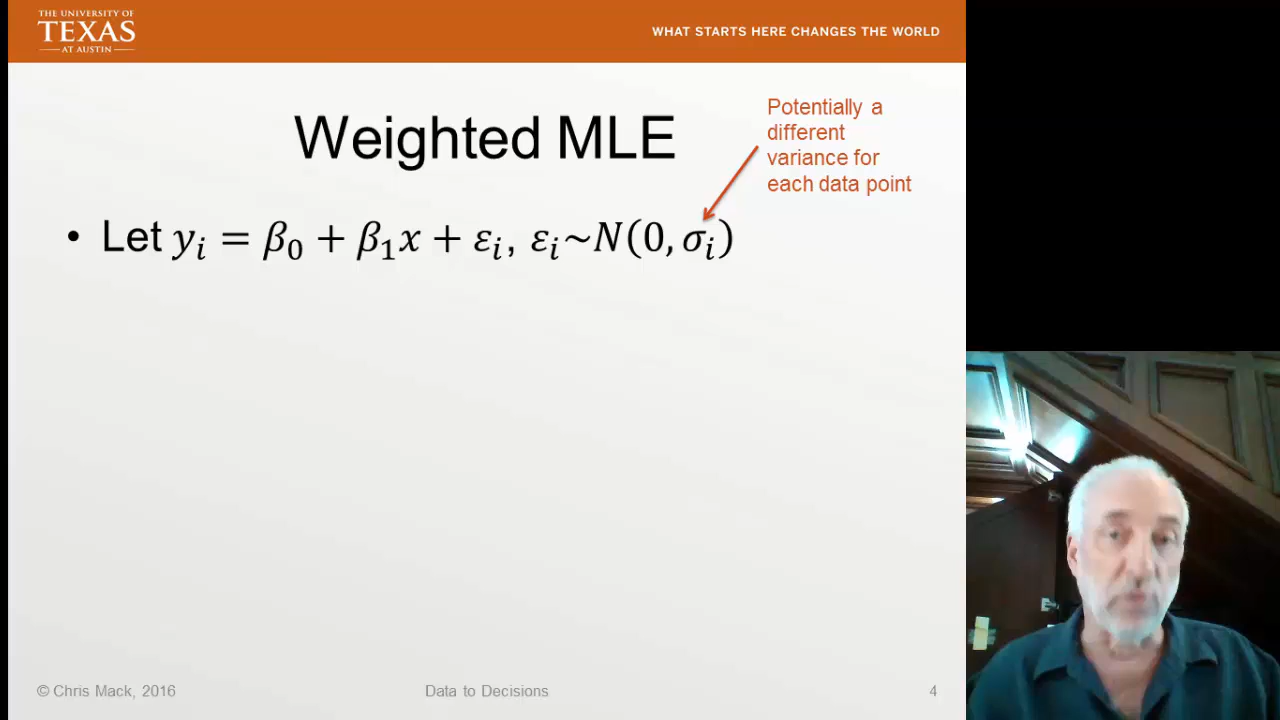 THE UNIVERSITY OF
TEXAS
AT AUSTIN
WHAT STARTS HERE CHANGES THE WORLD
Weighted MLE
Potentially a
different
variance for
each data point
• Let yᵢ = β₀ + β₁x + εᵢ, εᵢ~N(0, σᵢ)
© Chris Mack, 2016
Data to Decisions
4